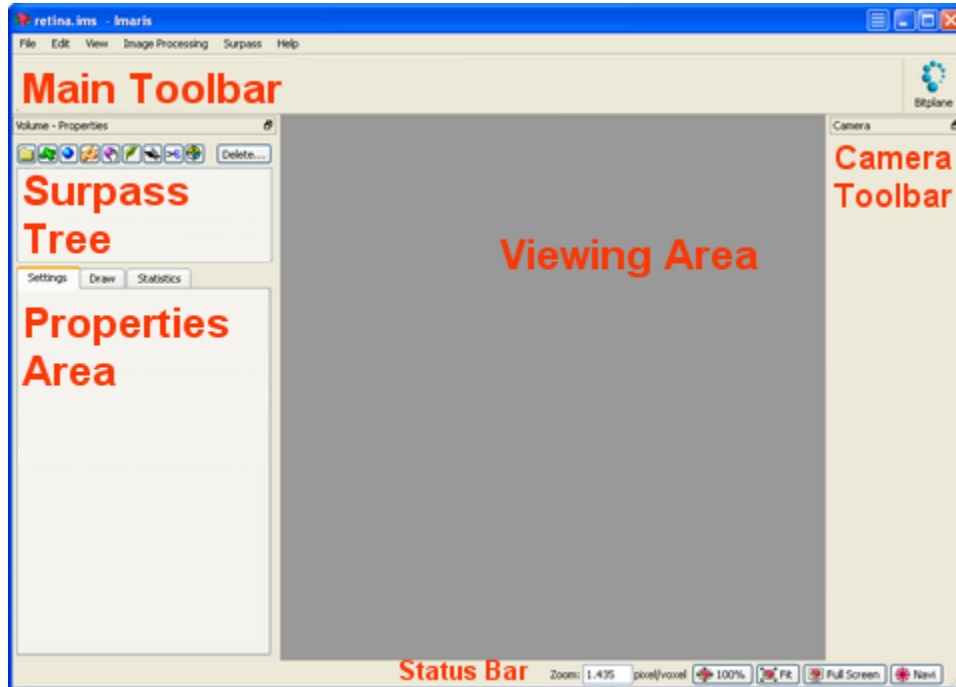 retina.ims - Imaris
File Edit View Image Processing Surpass Help
Main Toolbar
Bitplane
Volume - Properties
Delete...
Surpass
Tree
Settings Draw Statistics
Properties
Area
Viewing Area
Camera
Camera
Toolbar
Status Bar Zoom: 1.435 pixel/voxel 100% Fit Full Screen Navi